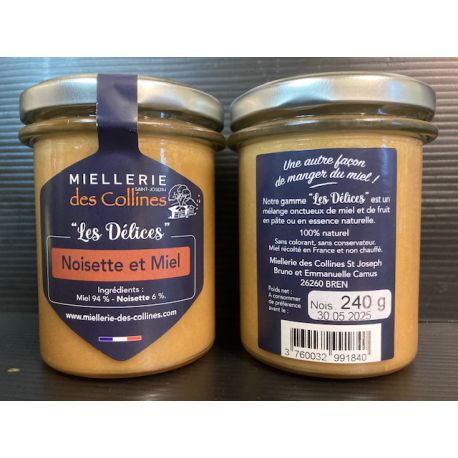 MIELLERIE
SAINT-JOSEPH
des Collines
"Les Délices"
Noisette et Miel
Ingrédients :
Miel 94 % - Noisette 6 %.
www.miellerie-des-collines.com
Une autre façon
de manger du miel !
Notre gamme "Les Délices" est un
mélange onctueux de miel et de fruit
en pâte ou en essence naturelle.
100% naturel
Sans colorant, sans conservateur.
Miel récolté en France et non chauffé.
Miellerie des Collines St Joseph
Bruno et Emmanuelle Camus
26260 BREN
Poids net :
A consommer
de préférence
avant le :
Nois 240 g
30 05 2025
3 760032 991840